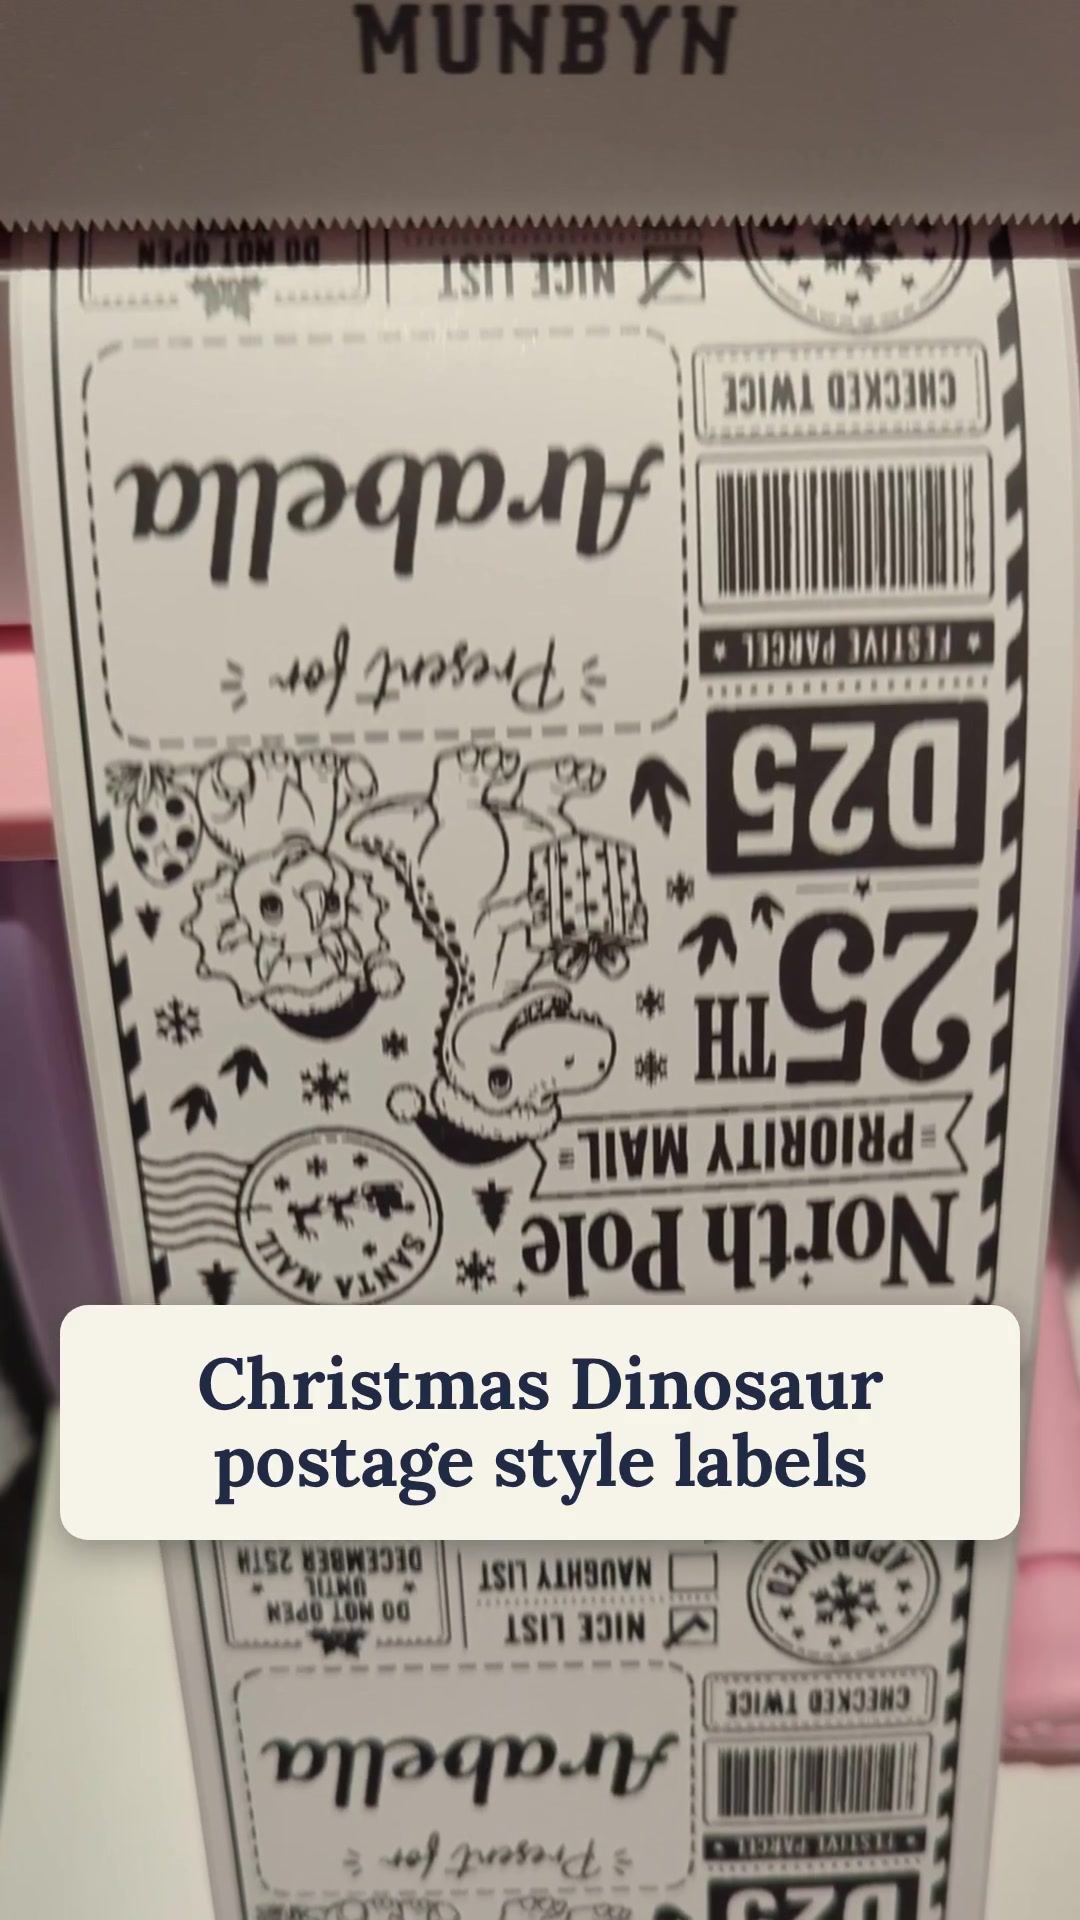 MUNBYN
DO NOT OPEN
NICE LIST
CHECKED TWICE
Arabella
Present for
FESTIVE PARCEL
D25
25TH
PRIORITY MAIL
North Pole
SANTA MAIL
Christmas Dinosaur
postage style labels
DECEMBER 25TH
UNTIL
DO NOT OPEN
NAUGHTY LIST
NICE LIST
APPROVED
CHECKED TWICE
Arabella
Present for
FESTIVE PARCEL
D25